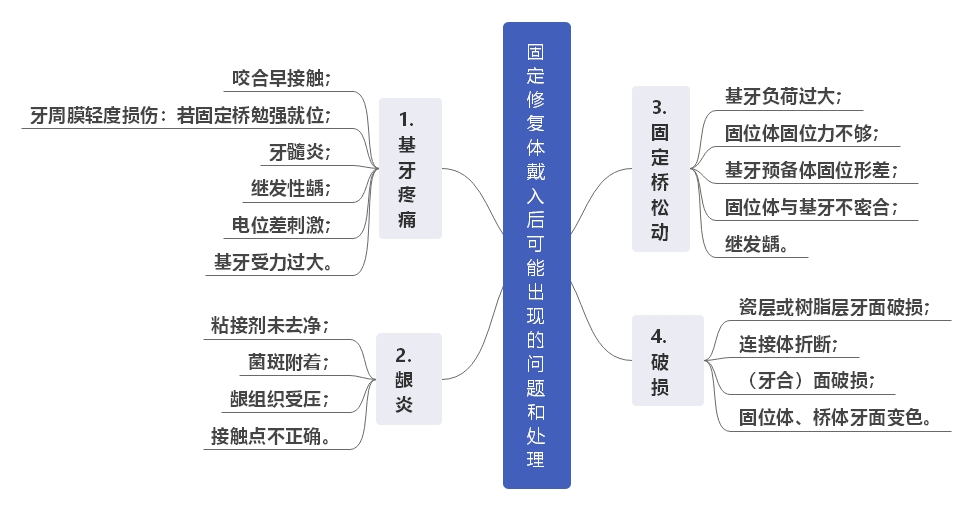 固定修复体戴入后可能出现的问题和处理
1.基牙疼痛
咬合早接触；
牙周膜轻度损伤：若固定桥勉强就位；
牙髓炎；
继发性龋；
电位差刺激；
基牙受力过大。
2.龈炎
粘接剂未去净；
菌斑附着；
龈组织受压；
接触点不正确。
3.固定桥松动
基牙负荷过大；
固位体固位力不够；
基牙预备体固位形差；
固位体与基牙不密合；
继发龋。
4.破损
瓷层或树脂层牙面破损；
连接体折断；
（牙合）面破损；
固位体、桥体牙面变色。